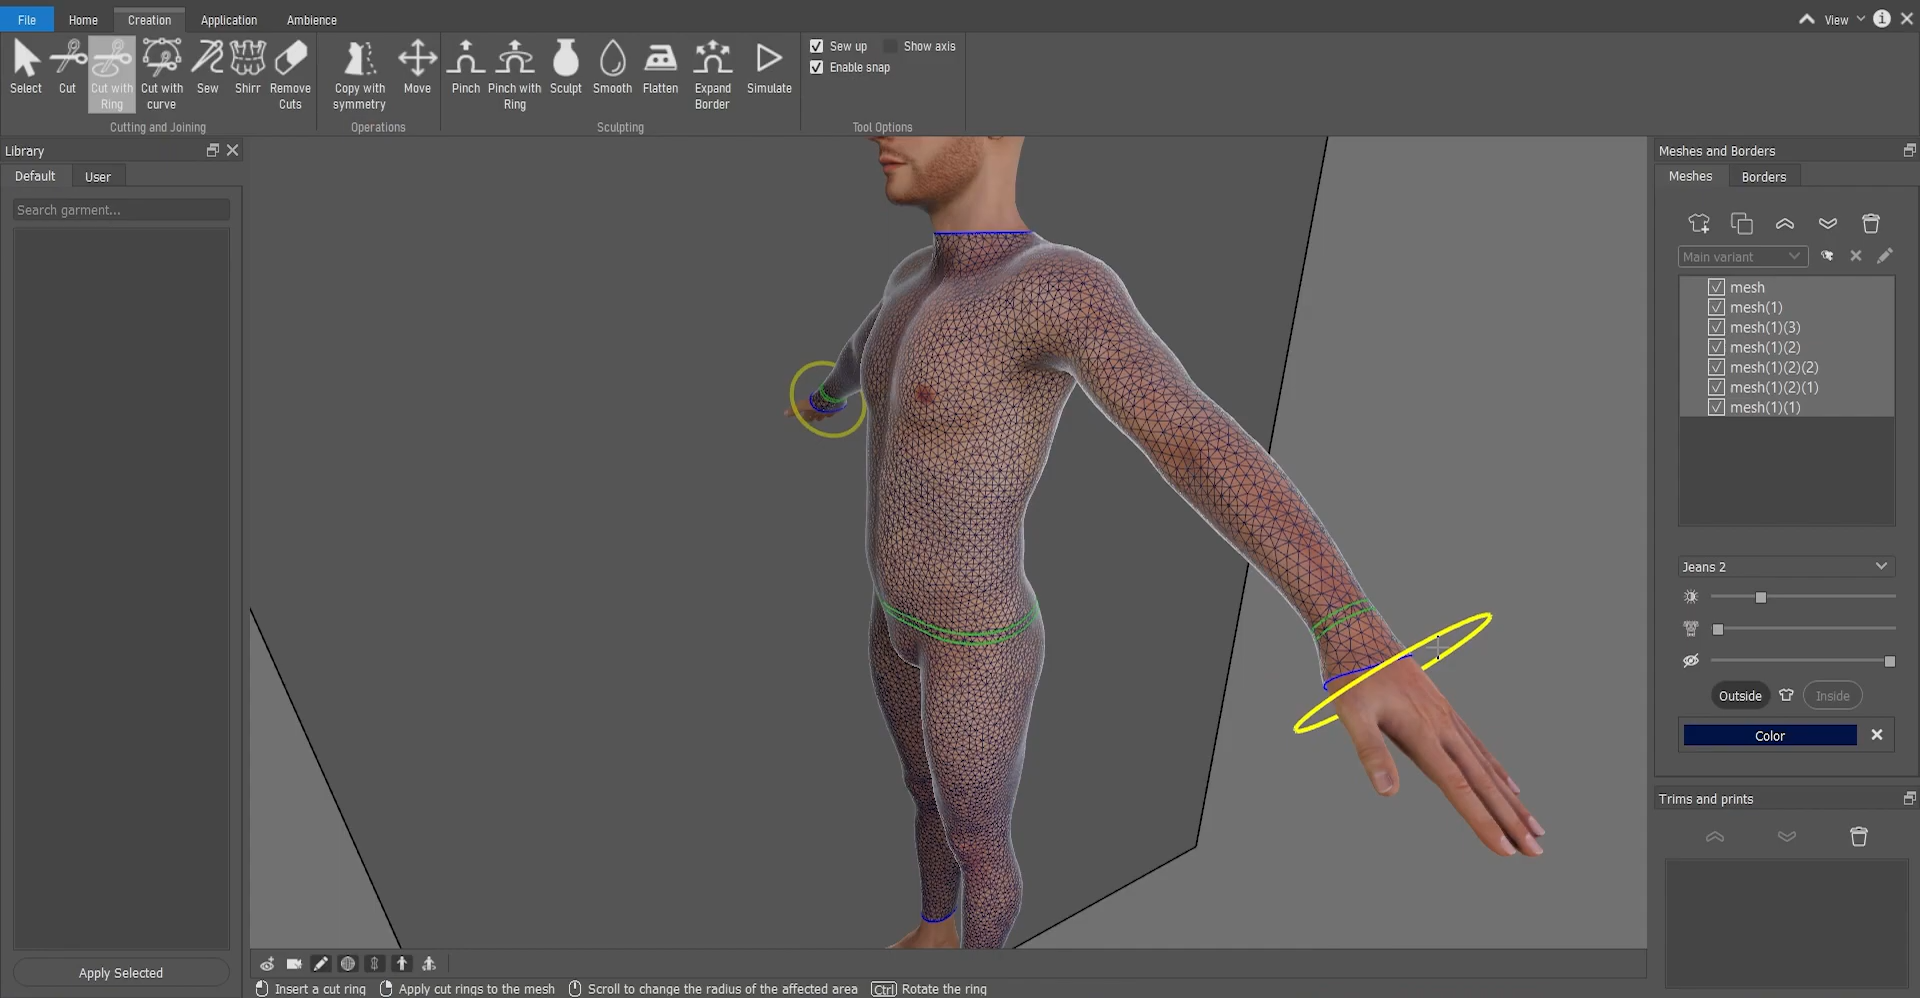 File Home Creation Application Ambience View
Select Cut Cut with Ring Cut with curve Sew Shirr Remove Cuts Copy with symmetry Move Pinch Pinch with Ring Sculpt Smooth Flatten Expand Border Simulate
Sew up Show axis
Enable snap
Cutting and Joining Operations Sculpting Tool Options
Library
Default User
Search garment...
Apply Selected
Meshes and Borders
Meshes Borders
Main variant
mesh
mesh(1)
mesh(1)(3)
mesh(1)(2)
mesh(1)(2)(2)
mesh(1)(2)(1)
mesh(1)(1)
Jeans 2
Outside Inside
Color
Trims and prints
Insert a cut ring Apply cut rings to the mesh Scroll to change the radius of the affected area Ctrl Rotate the ring